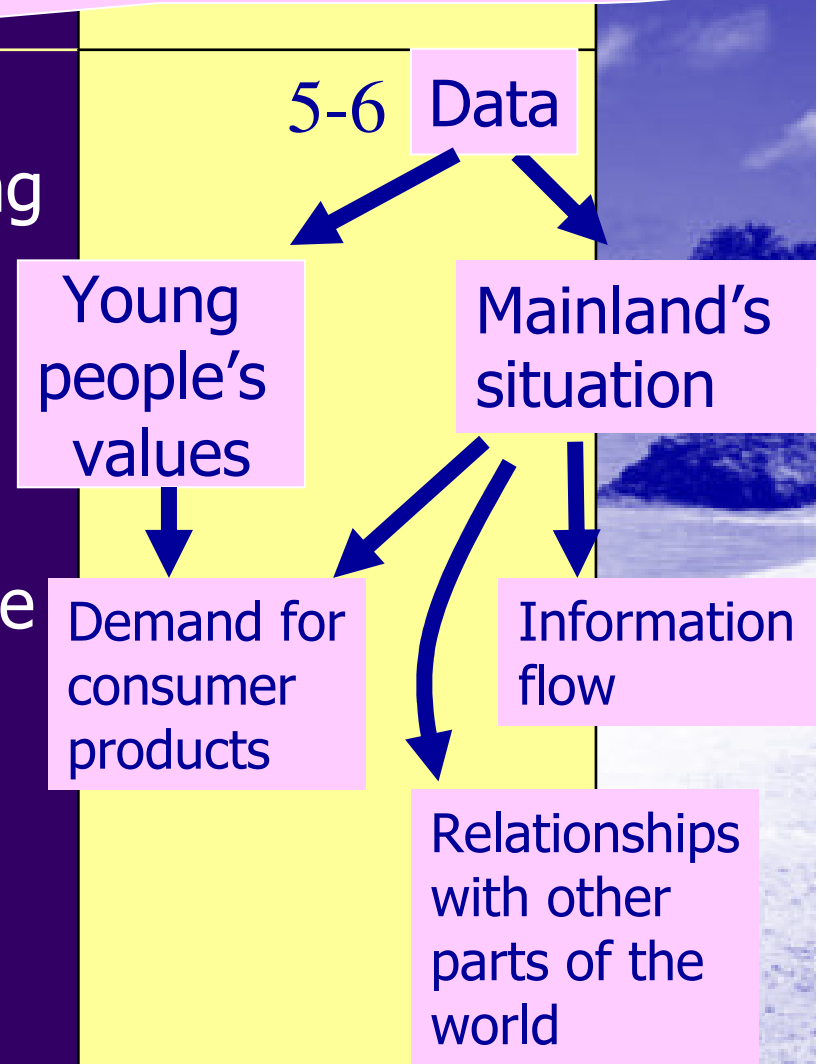 5-6 Data
Young
people's
values
Mainland's
situation
Demand for
consumer
products
Information
flow
Relationships
with other
parts of the
world